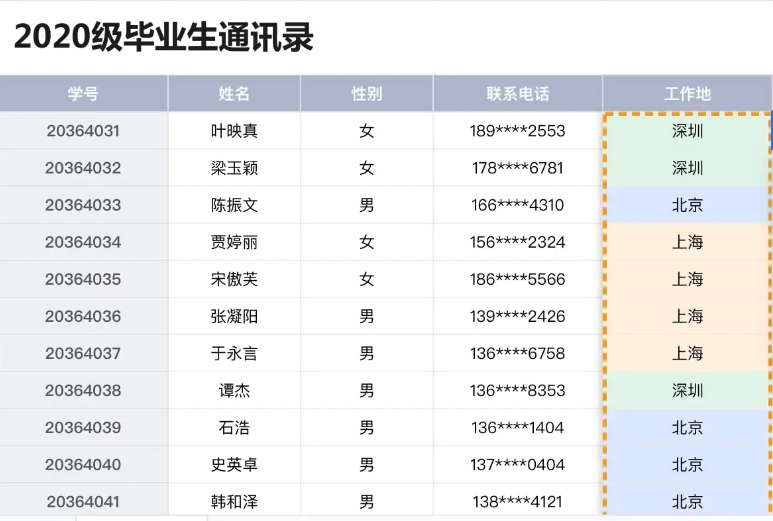 2020级毕业生通讯录
学号 姓名 性别 联系电话 工作地
20364031 叶映真 女 189****2553 深圳
20364032 梁玉颖 女 178****6781 深圳
20364033 陈振文 男 166****4310 北京
20364034 贾婷丽 女 156****2324 上海
20364035 宋傲芙 女 186****5566 上海
20364036 张凝阳 男 139****2426 上海
20364037 于永言 男 136****6758 上海
20364038 谭杰 男 136****8353 深圳
20364039 石浩 男 136****1404 北京
20364040 史英卓 男 137****0404 北京
20364041 韩和泽 男 138****4121 北京